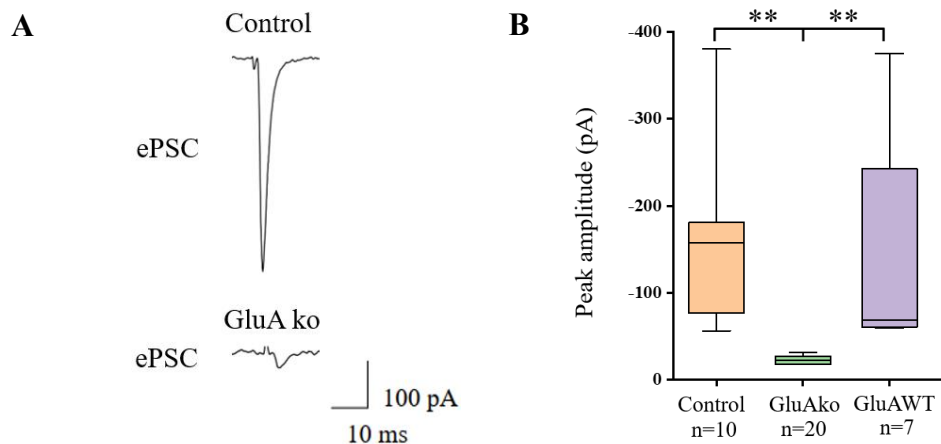 A
Control
ePSC
GluA ko
ePSC
100 pA
10 ms
B
** **
-400
-300
-200
-100
0
Peak amplitude (pA)
Control GluAko GluAWT
n=10 n=20 n=7